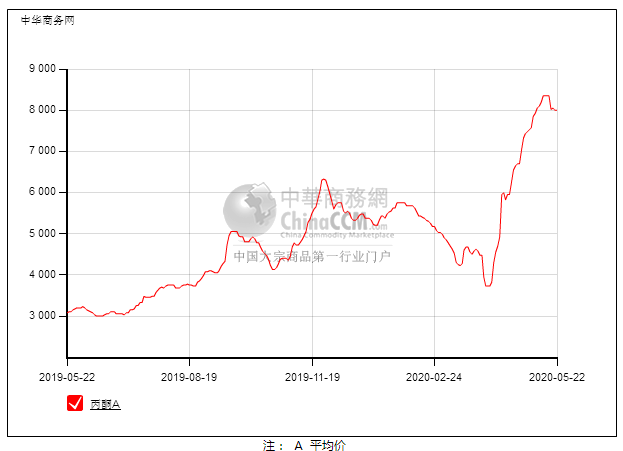 中华商务网
9 000
8 000
7 000
6 000
5 000
4 000
3 000
中華商務網
ChinaCCM.com
China Commodity Marketplace
中国大宗商品第一行业门户
2019-05-22
2019-08-19
2019-11-19
2020-02-24
2020-05-22
丙酮A
注： A 平均价